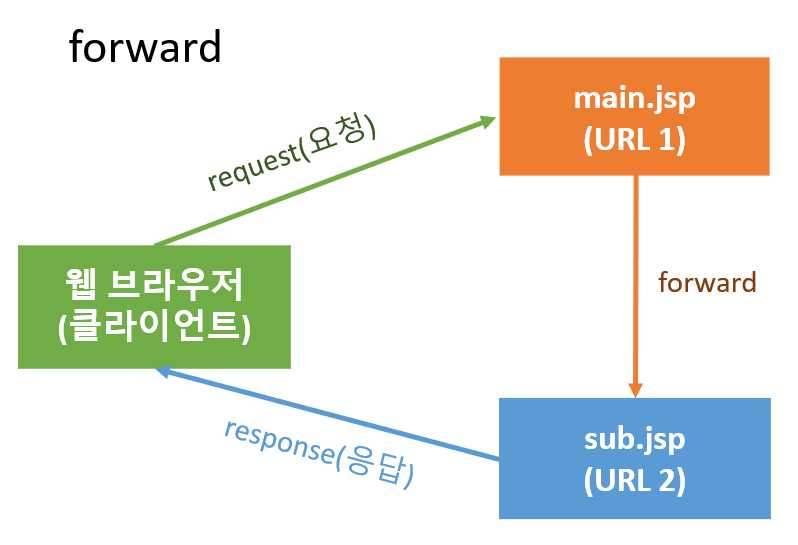 forward
main.jsp
(URL 1)
request(요청)
웹 브라우저
(클라이언트)
forward
response(응답)
sub.jsp
(URL 2)